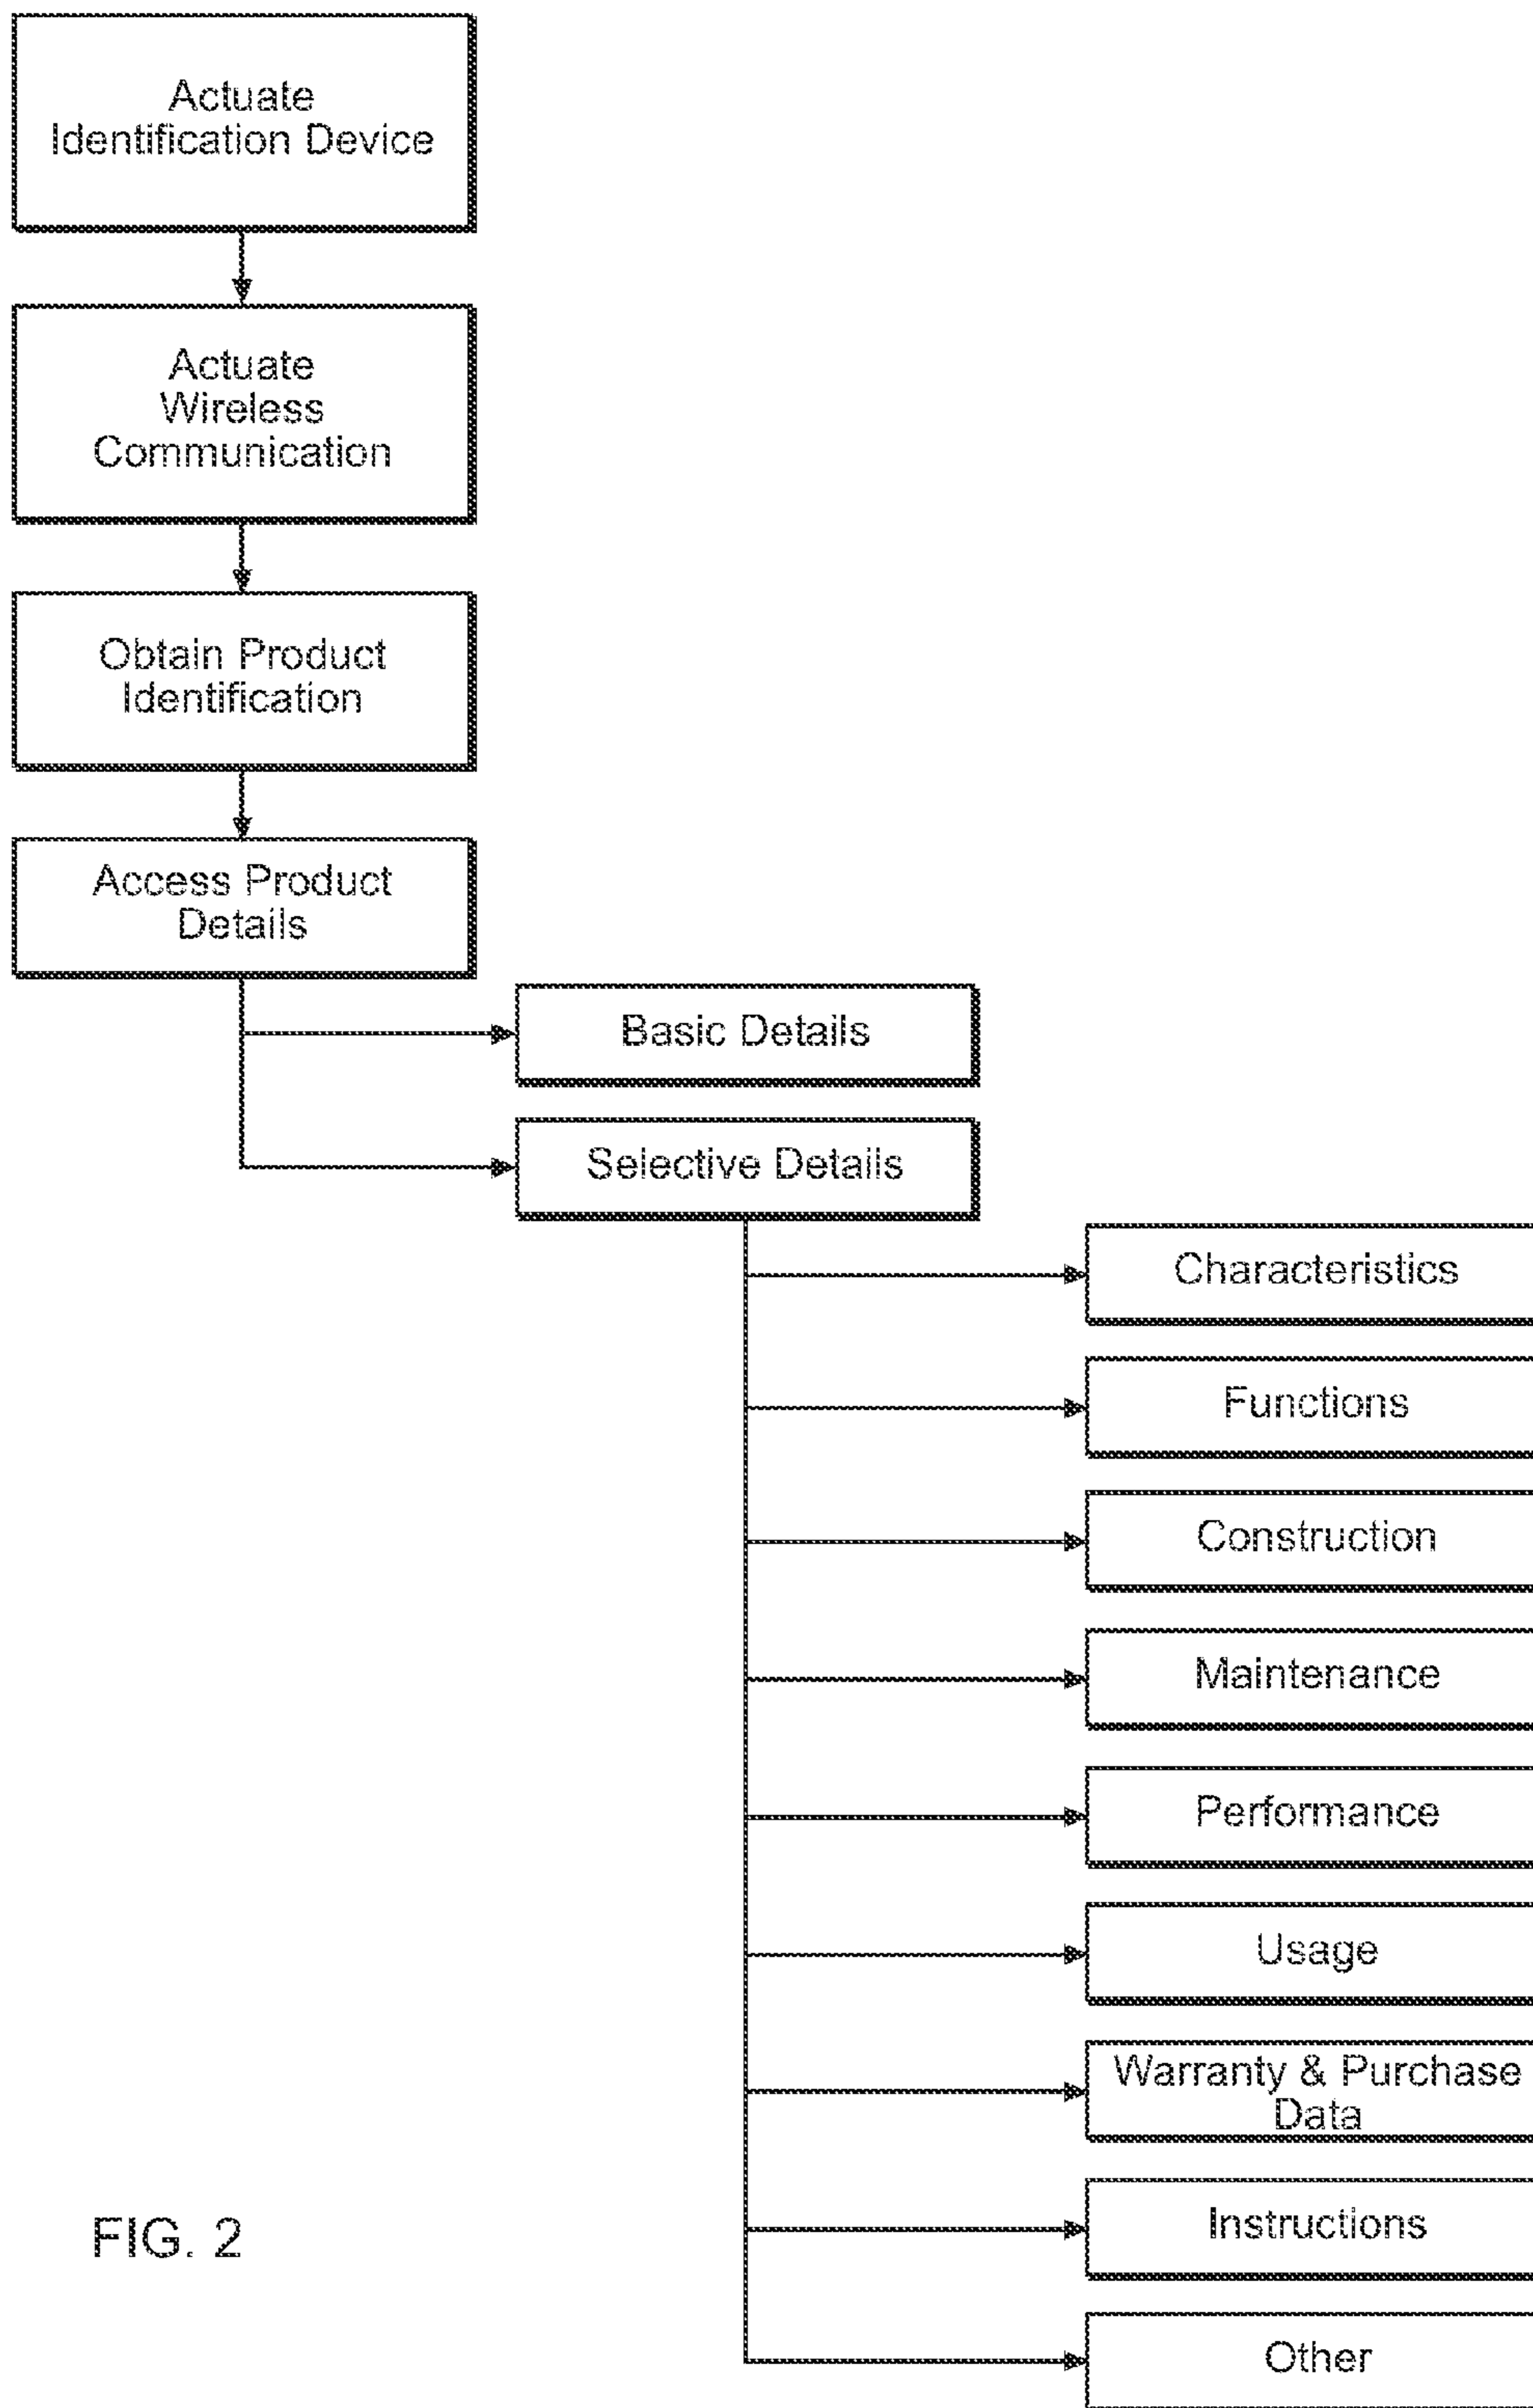 Actuate
Identification Device
Actuate
Wireless
Communication
Obtain Product
Identification
Access Product
Details
Basic Details
Selective Details
Characteristics
Functions
Construction
Maintenance
Performance
Usage
Warranty & Purchase
Data
Instructions
Other
FIG. 2